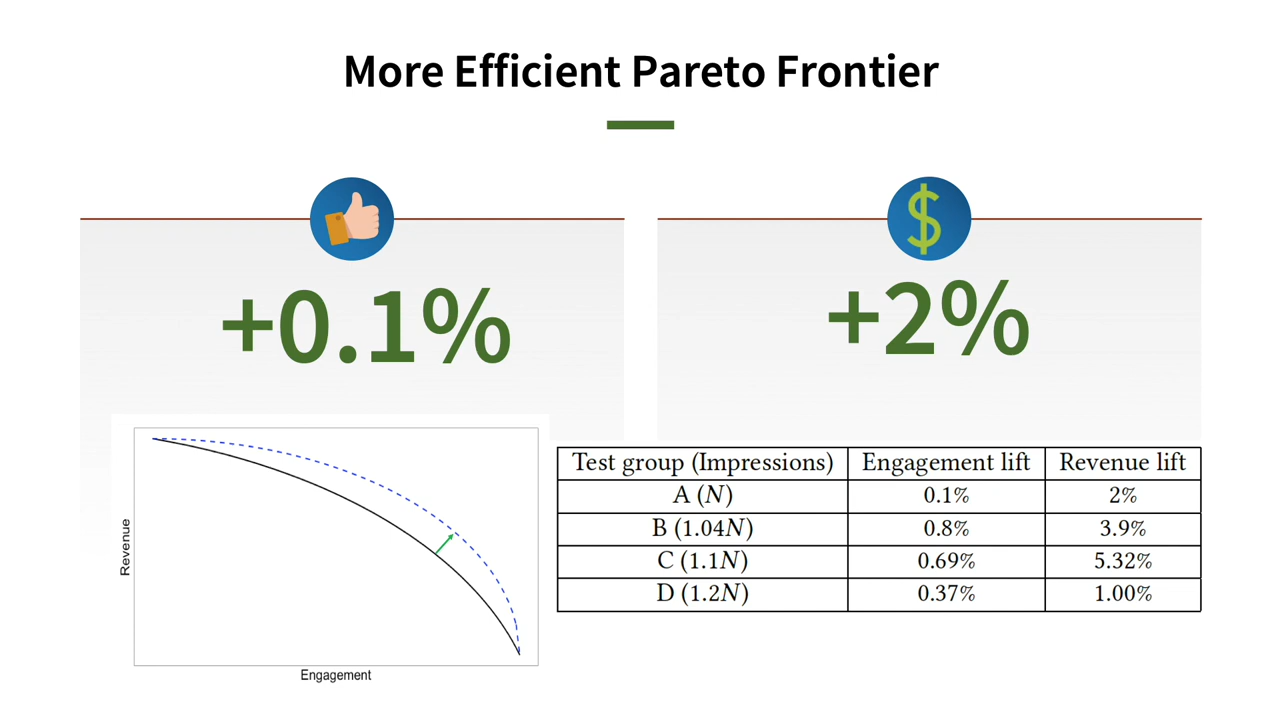 More Efficient Pareto Frontier
+0.1%
+2%
Revenue
Engagement
Test group (Impressions) Engagement lift Revenue lift
A (N) 0.1% 2%
B (1.04N) 0.8% 3.9%
C (1.1N) 0.69% 5.32%
D (1.2N) 0.37% 1.00%